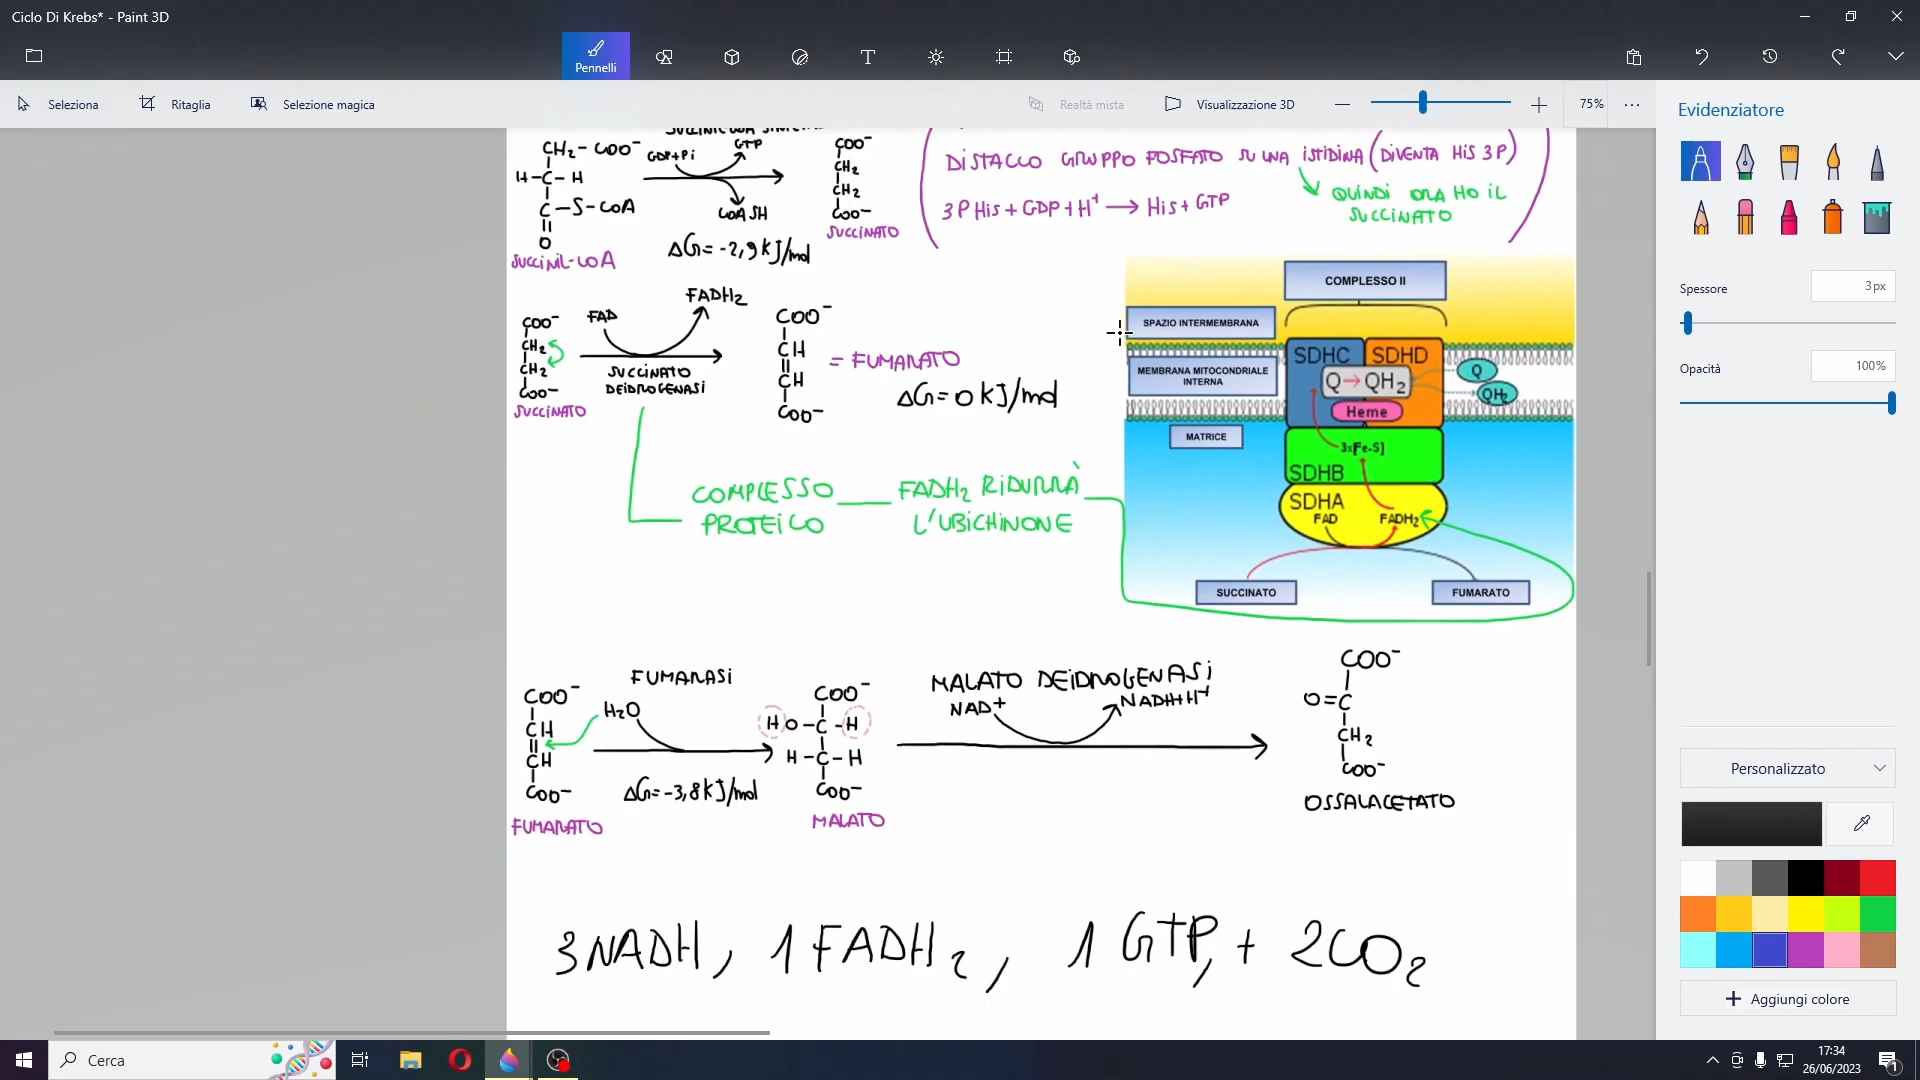 Ciclo Di Krebs* - Paint 3D
Pennelli
Seleziona
Ritaglia
Selezione magica
Realtà mista
Visualizzazione 3D
75%
Evidenziatore
Spessore
3px
Opacità
100%
Personalizzato
Aggiungi colore
CH2-COO-
H-C-H
C-S-COA
O
SUCCINIL-COA
GDP+Pi
GTP
COASH
ΔG=-2,9KJ/mol
COO-
CH2
CH2
COO-
SUCCINATO
DISTACCO GRUPPO FOSFATO SU UNA ISTIDINA (DIVENTA HIS 3P)
QUINDI ORA HO IL
SUCCINATO
3PHis+GDP+H+ → His+GTP
COO-
CH2
CH2
COO-
SUCCINATO
FAD
FADH2
SUCCINATO
DEIDROGENASI
COO-
CH
CH
COO-
= FUMARATO
ΔG=0KJ/mol
COMPLESSO
PROTEICO
FADH2 RIDURRÀ
L'UBICHINONE
COMPLESSO II
SPAZIO INTERMEMBRANA
MEMBRANA MITOCONDRIALE
INTERNA
MATRICE
SDHC
SDHD
Q→QH2
Heme
Q
QH2
3x[Fe-S]
SDHB
SDHA
FAD
FADH2
SUCCINATO
FUMARATO
COO-
CH
CH
COO-
FUMARATO
FUMARASI
H2O
ΔG=-3,8KJ/mol
COO-
HO-C-H
H-C-H
COO-
MALATO
MALATO DEIDROGENASI
NAD+
NADH+H+
COO-
O=C
CH2
COO-
OSSALACETATO
3NADH, 1FADH2, 1GTP, + 2CO2
Cerca
17:34
26/06/2023
1